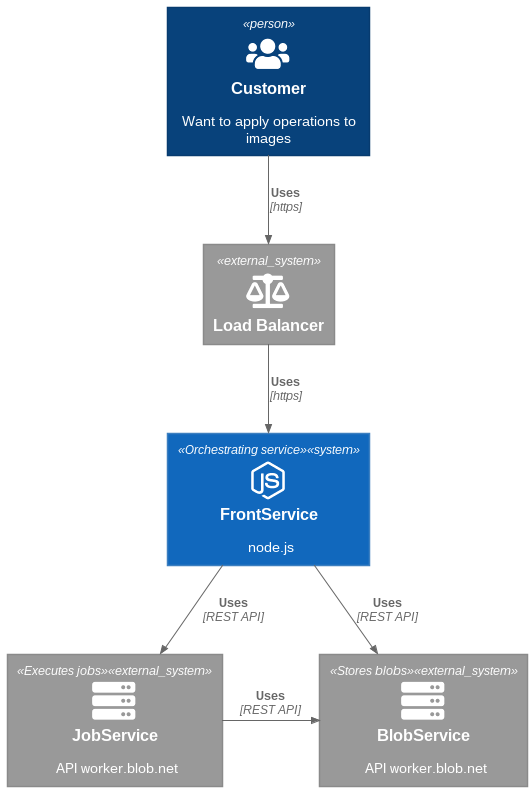 «person»
Customer
Want to apply operations to
images
Uses
[https]
«external_system»
Load Balancer
Uses
[https]
«Orchestrating service»«system»
JS
FrontService
node.js
Uses
[REST API]
Uses
[REST API]
«Executes jobs»«external_system»
JobService
API worker.blob.net
Uses
[REST API]
«Stores blobs»«external_system»
BlobService
API worker.blob.net